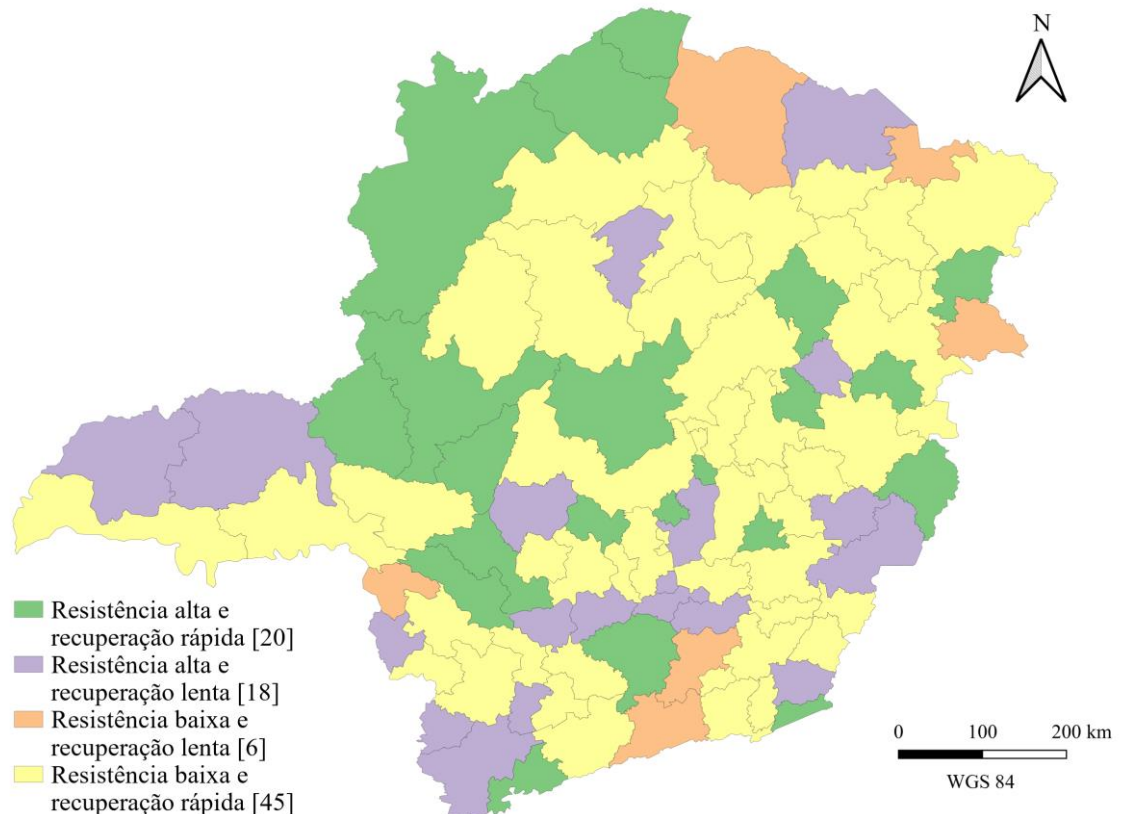 N
Resistência alta e
recuperação rápida [20]
Resistência alta e
recuperação lenta [18]
Resistência baixa e
recuperação lenta [6]
Resistência baixa e
recuperação rápida [45]
0 100 200 km
WGS 84